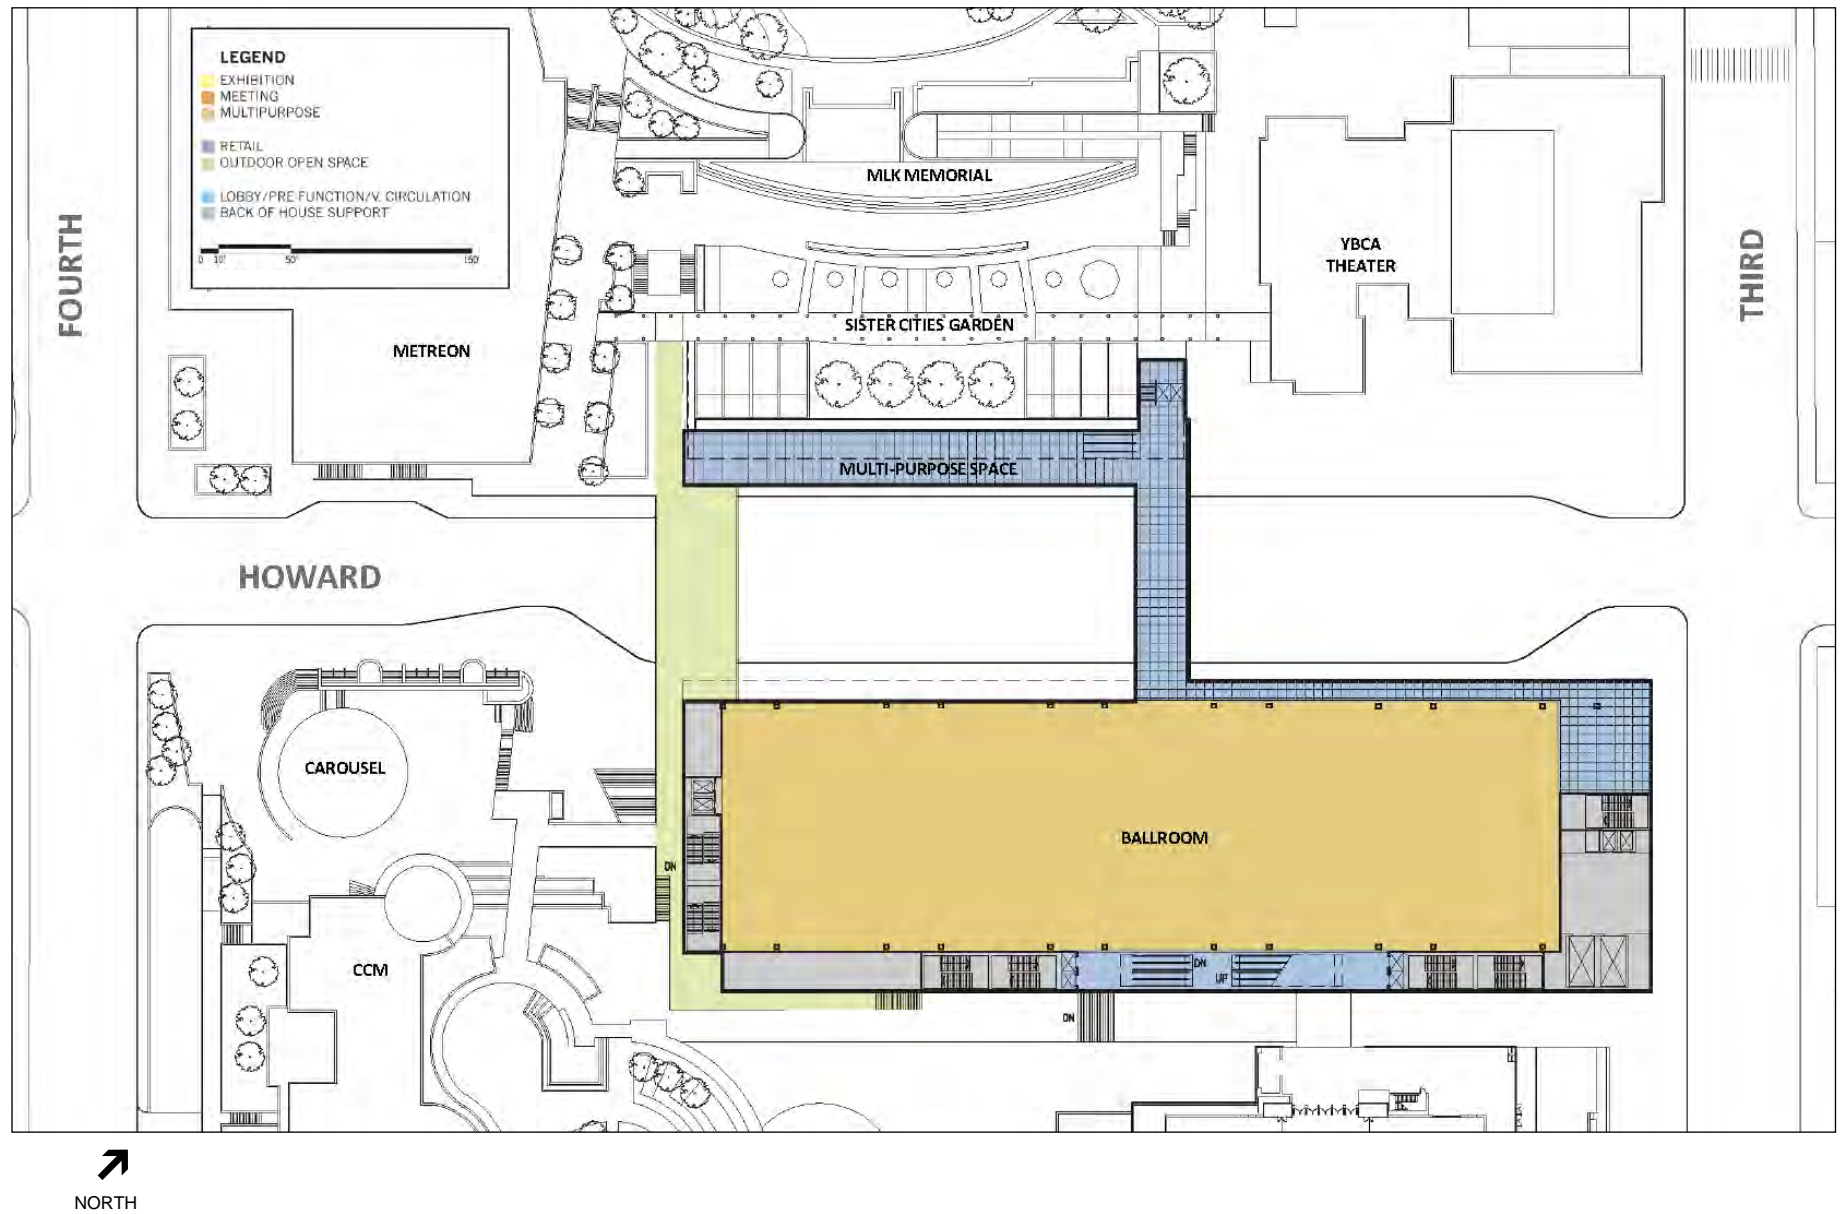 LEGEND
EXHIBITION
MEETING
MULTIPURPOSE
RETAIL
OUTDOOR OPEN SPACE
LOBBY/PRE-FUNCTION/V. CIRCULATION
BACK OF HOUSE SUPPORT
0 10' 50' 150'
MLK MEMORIAL
YBCA
THEATER
FOURTH
THIRD
SISTER CITIES GARDEN
METREON
MULTI-PURPOSE SPACE
HOWARD
CAROUSEL
BALLROOM
DN
CCM
DN
UP
DN
NORTH